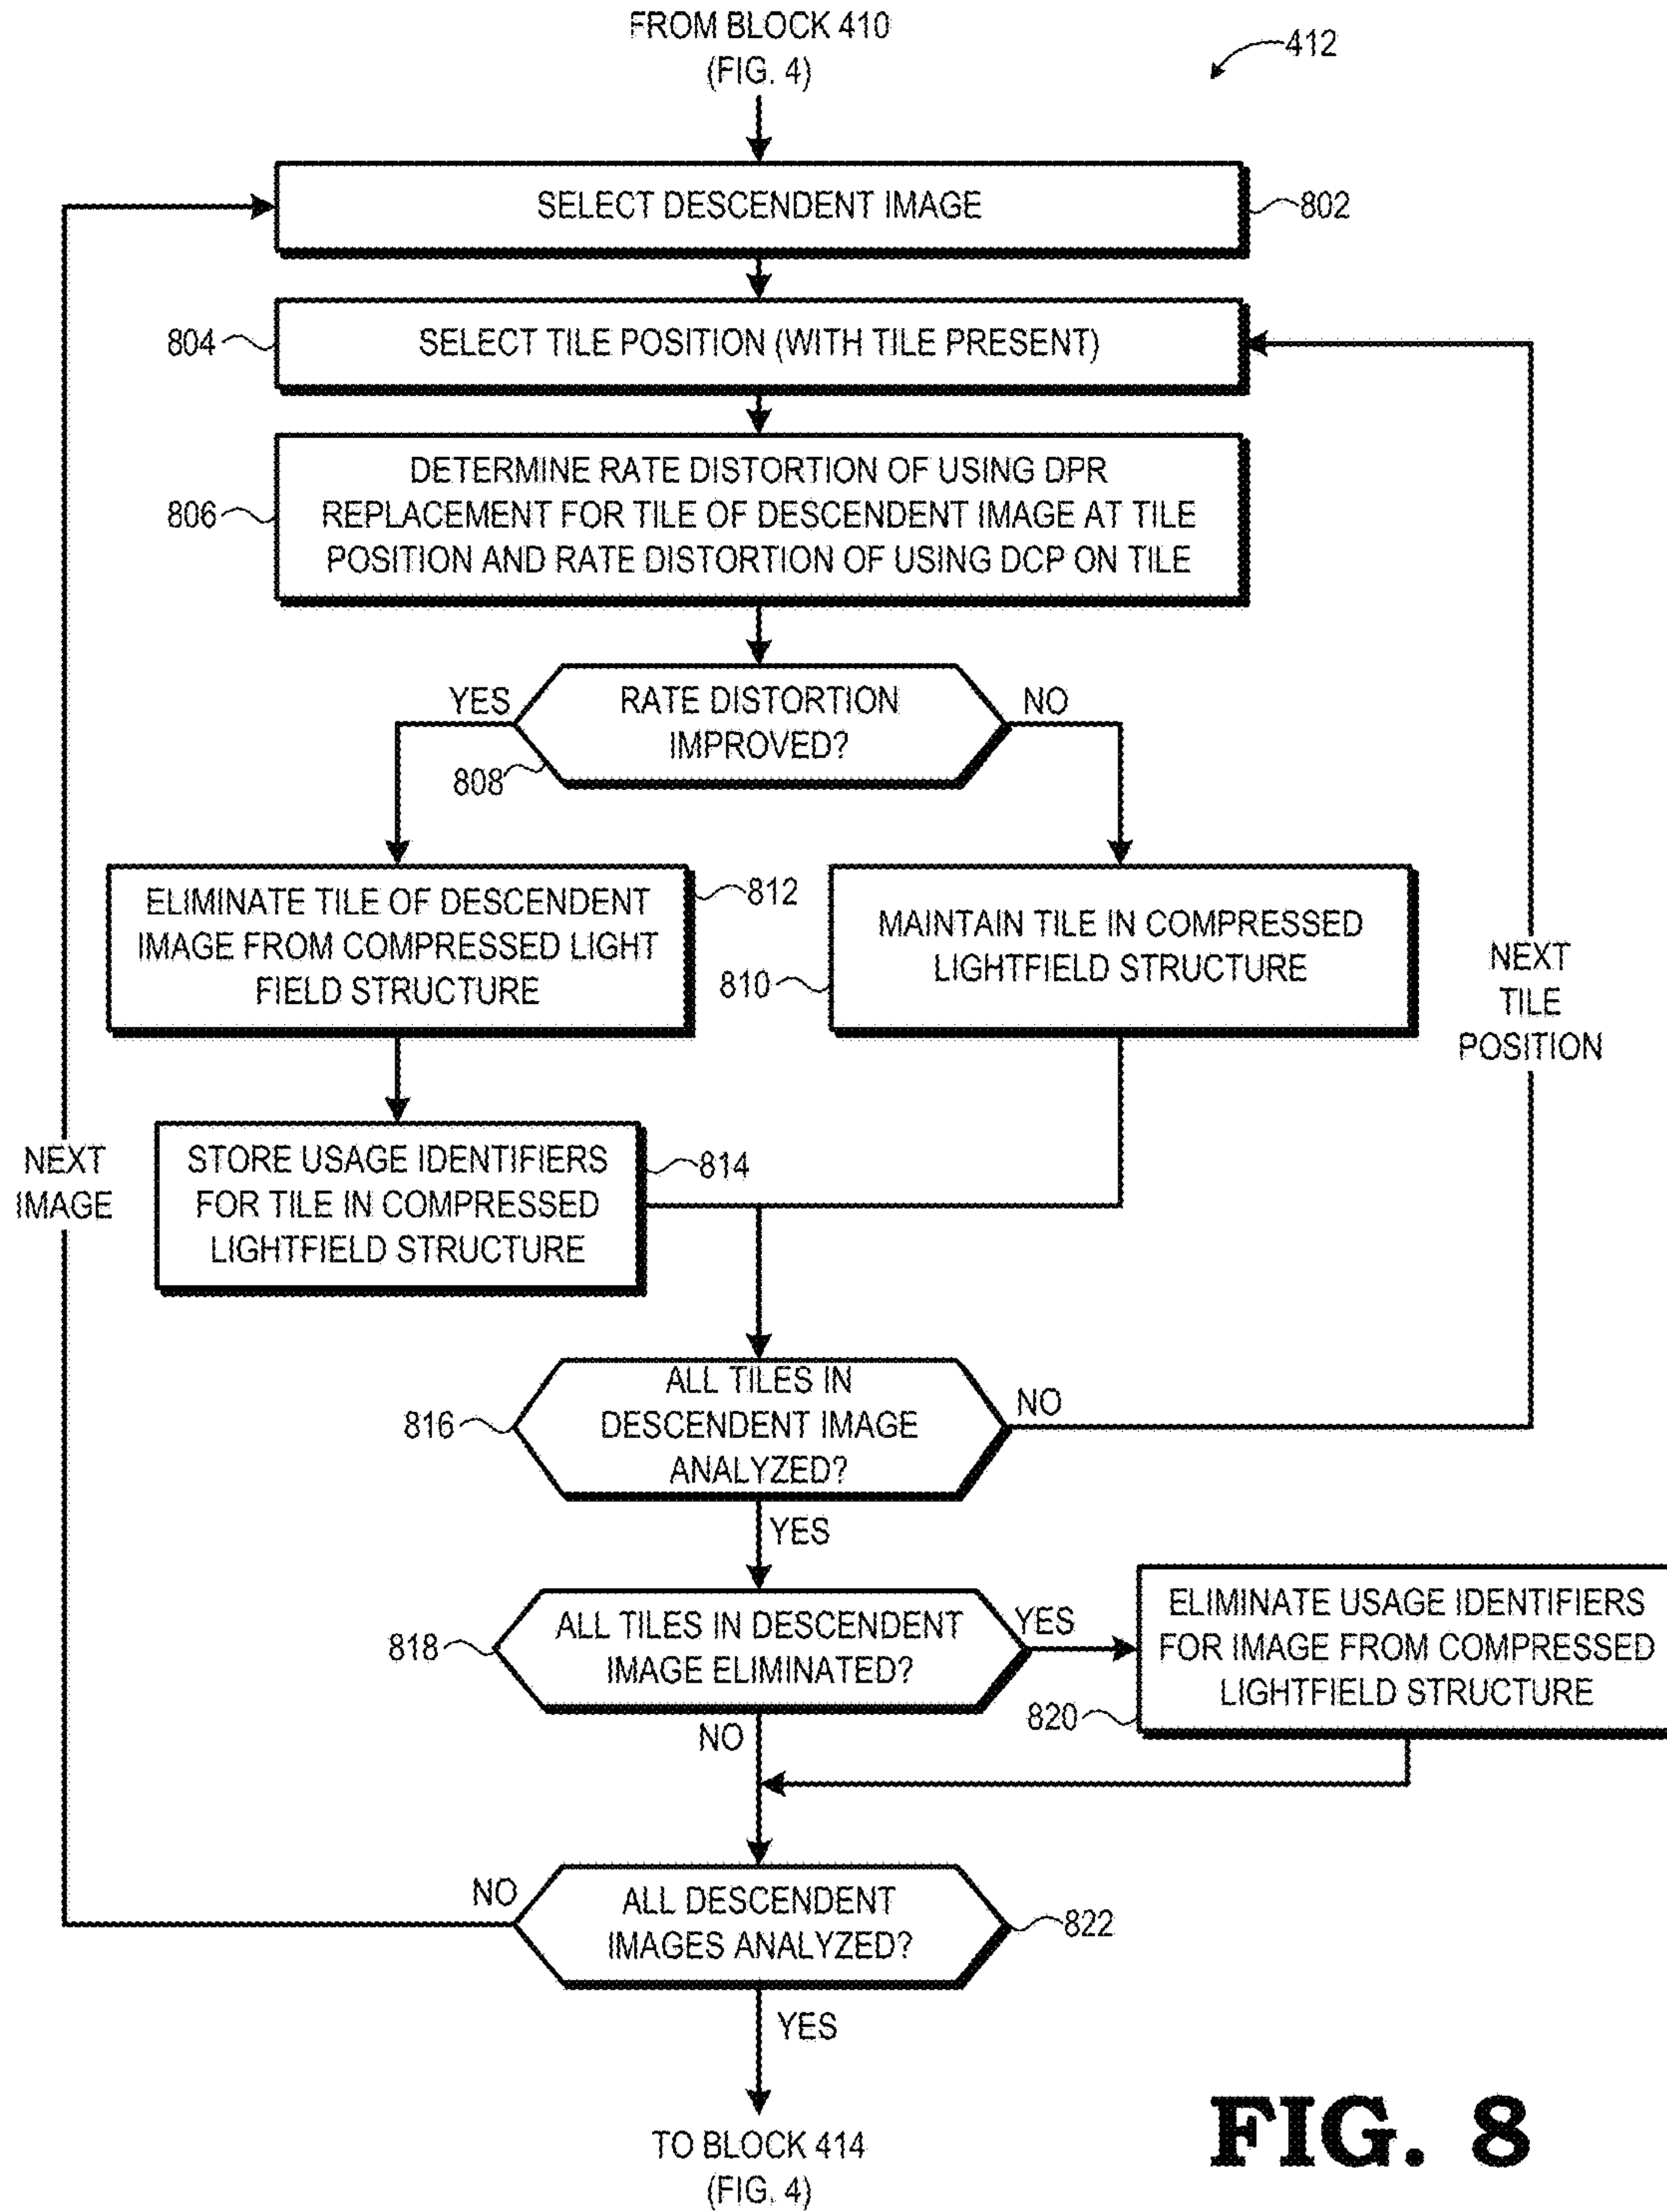 FROM BLOCK 410
(FIG. 4)
412
SELECT DESCENDENT IMAGE
802
804
SELECT TILE POSITION (WITH TILE PRESENT)
806
DETERMINE RATE DISTORTION OF USING DPR
REPLACEMENT FOR TILE OF DESCENDENT IMAGE AT TILE
POSITION AND RATE DISTORTION OF USING DCP ON TILE
YES
RATE DISTORTION
IMPROVED?
NO
808
ELIMINATE TILE OF DESCENDENT
IMAGE FROM COMPRESSED LIGHT
FIELD STRUCTURE
812
MAINTAIN TILE IN COMPRESSED
LIGHTFIELD STRUCTURE
810
NEXT
TILE
POSITION
NEXT
IMAGE
STORE USAGE IDENTIFIERS
FOR TILE IN COMPRESSED
LIGHTFIELD STRUCTURE
814
816
ALL TILES IN
DESCENDENT IMAGE
ANALYZED?
NO
YES
818
ALL TILES IN DESCENDENT
IMAGE ELIMINATED?
YES
ELIMINATE USAGE IDENTIFIERS
FOR IMAGE FROM COMPRESSED
LIGHTFIELD STRUCTURE
820
NO
NO
ALL DESCENDENT
IMAGES ANALYZED?
822
YES
TO BLOCK 414
(FIG. 4)
FIG. 8